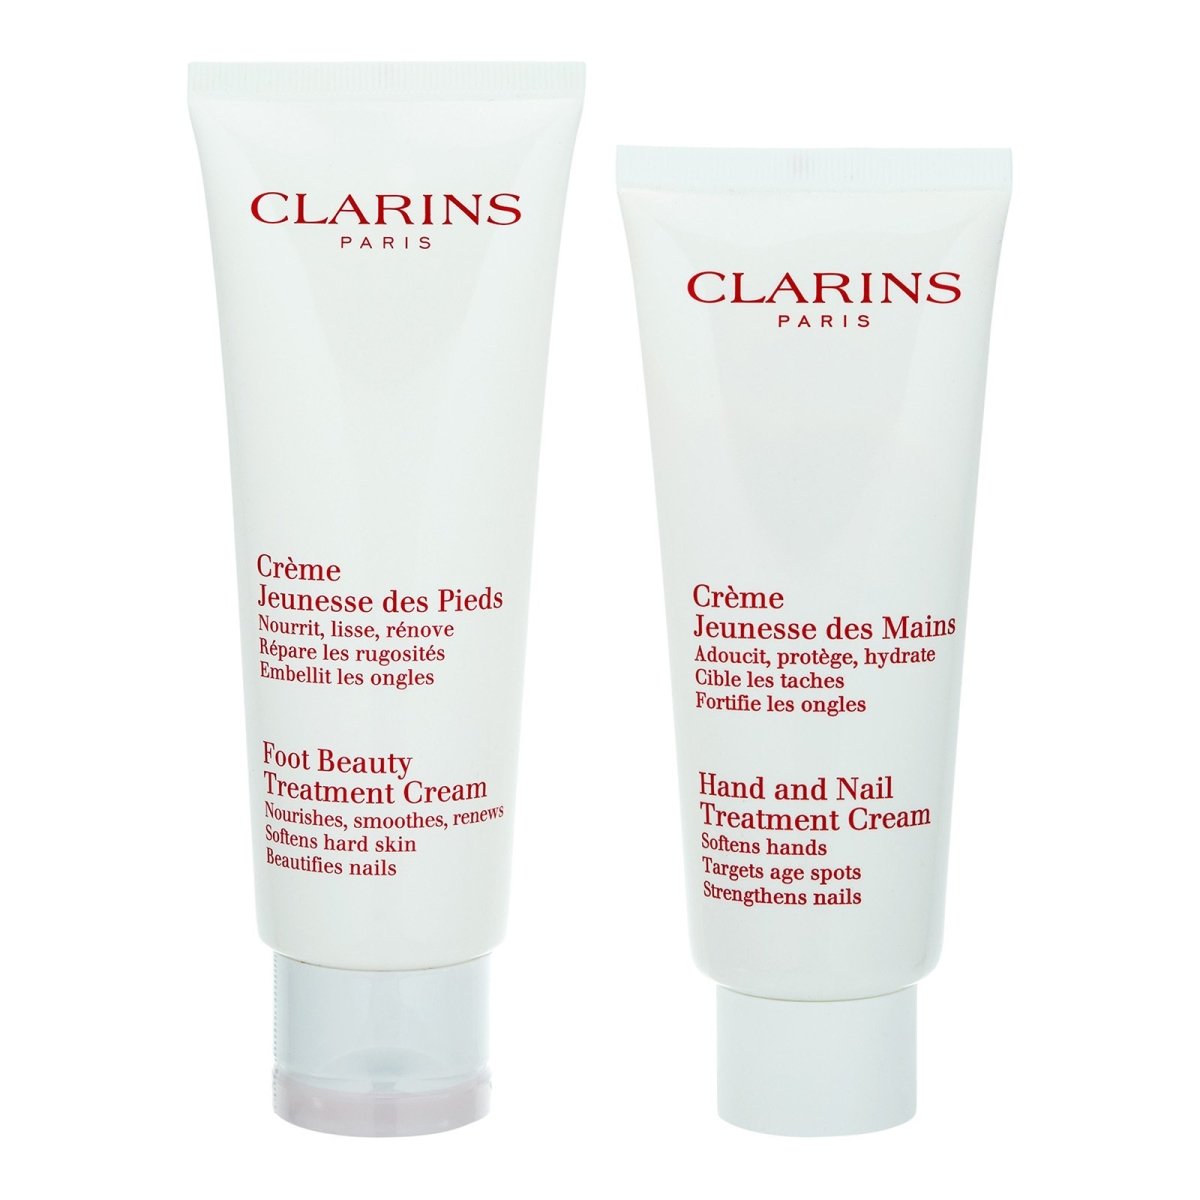 CLARINS
PARIS
Crème
Jeunesse des Pieds
Nourrit, lisse, rénove
Répare les rugosités
Embellit les ongles
Foot Beauty
Treatment Cream
Nourishes, smoothes, renews
Softens hard skin
Beautifies nails
CLARINS
PARIS
Crème
Jeunesse des Mains
Adoucit, protège, hydrate
Cible les taches
Fortifie les ongles
Hand and Nail
Treatment Cream
Softens hands
Targets age spots
Strengthens nails